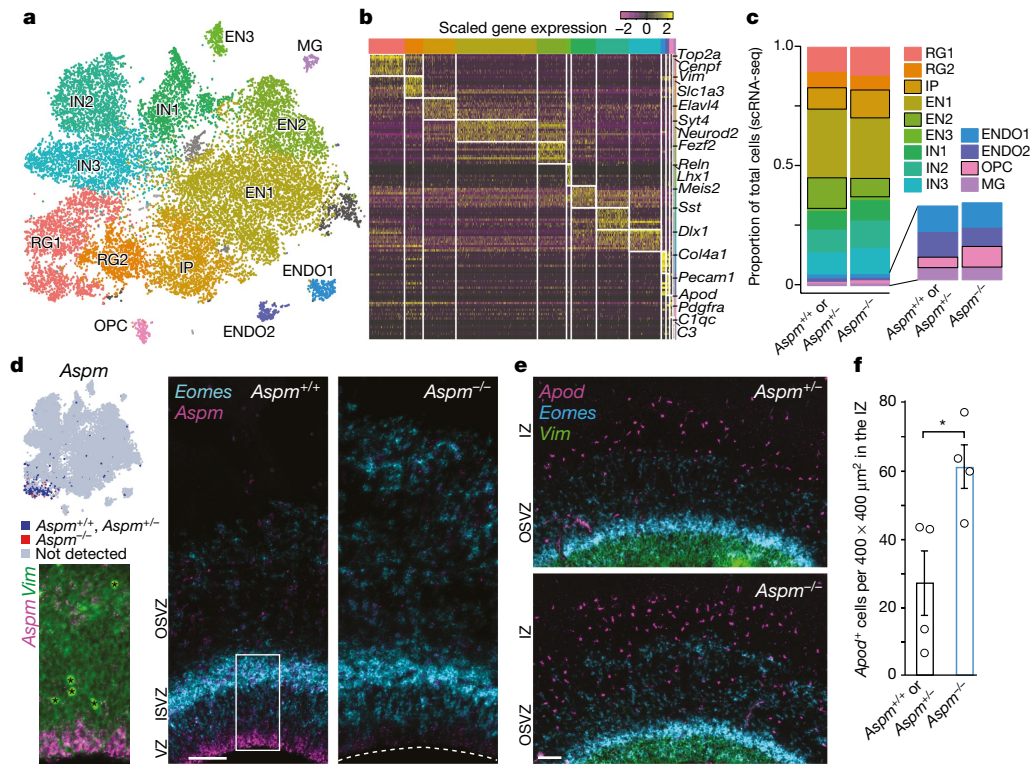 a
EN3
MG
IN2
IN1
EN2
IN3
EN1
RG1
RG2
IP
ENDO1
ENDO2
OPC
b
Scaled gene expression
−2 0 2
Top2a
Cenpf
Vim
Slc1a3
Elavl4
Syt4
Neurod2
Fezf2
Reln
Lhx1
Meis2
Sst
Dlx1
Col4a1
Pecam1
Apod
Pdgfra
C1qc
C3
c
Proportion of total cells (scRNA-seq)
1.0
0.5
0
RG1
RG2
IP
EN1
EN2
EN3
IN1
IN2
IN3
ENDO1
ENDO2
OPC
MG
Aspm+/+ or
Aspm+/−
Aspm−/−
Aspm+/+ or
Aspm+/−
Aspm−/−
d
Aspm
Aspm+/+, Aspm+/−
Aspm−/−
Not detected
Aspm Vim
Eomes
Aspm
Aspm+/+
Aspm−/−
OSVZ
ISVZ
VZ
e
Apod
Eomes
Vim
Aspm+/−
IZ
OSVZ
Aspm−/−
IZ
OSVZ
f
Apod+ cells per 400 × 400 μm2 in the IZ
80
60
40
20
0
*
Aspm+/+ or
Aspm+/−
Aspm−/−